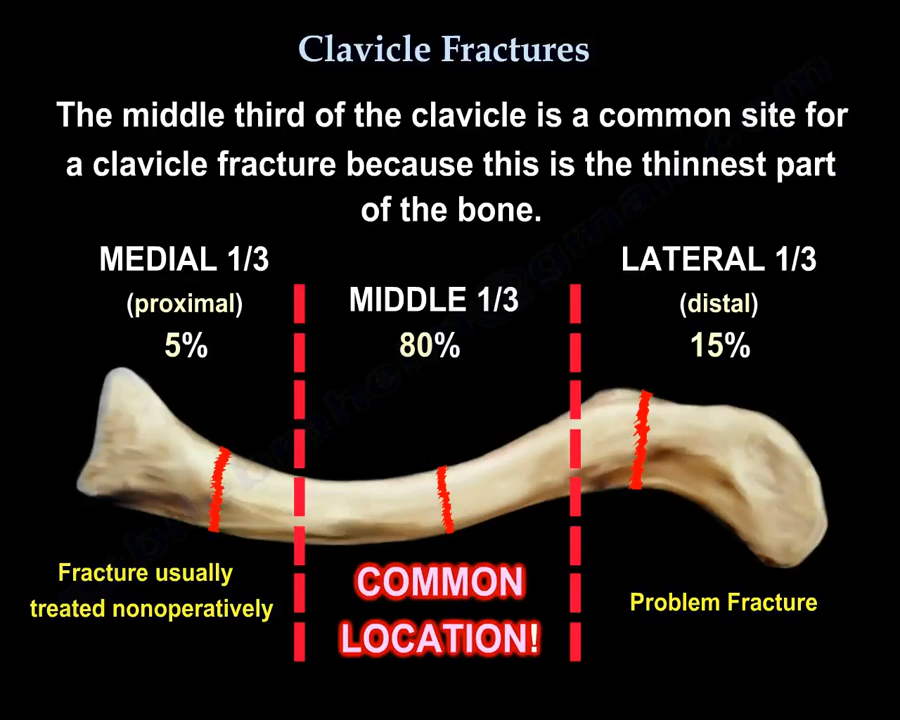 Clavicle Fractures
The middle third of the clavicle is a common site for
a clavicle fracture because this is the thinnest part
of the bone.
MEDIAL 1/3
(proximal)
5%
MIDDLE 1/3
80%
LATERAL 1/3
(distal)
15%
Fracture usually
treated nonoperatively
COMMON
LOCATION!
Problem Fracture